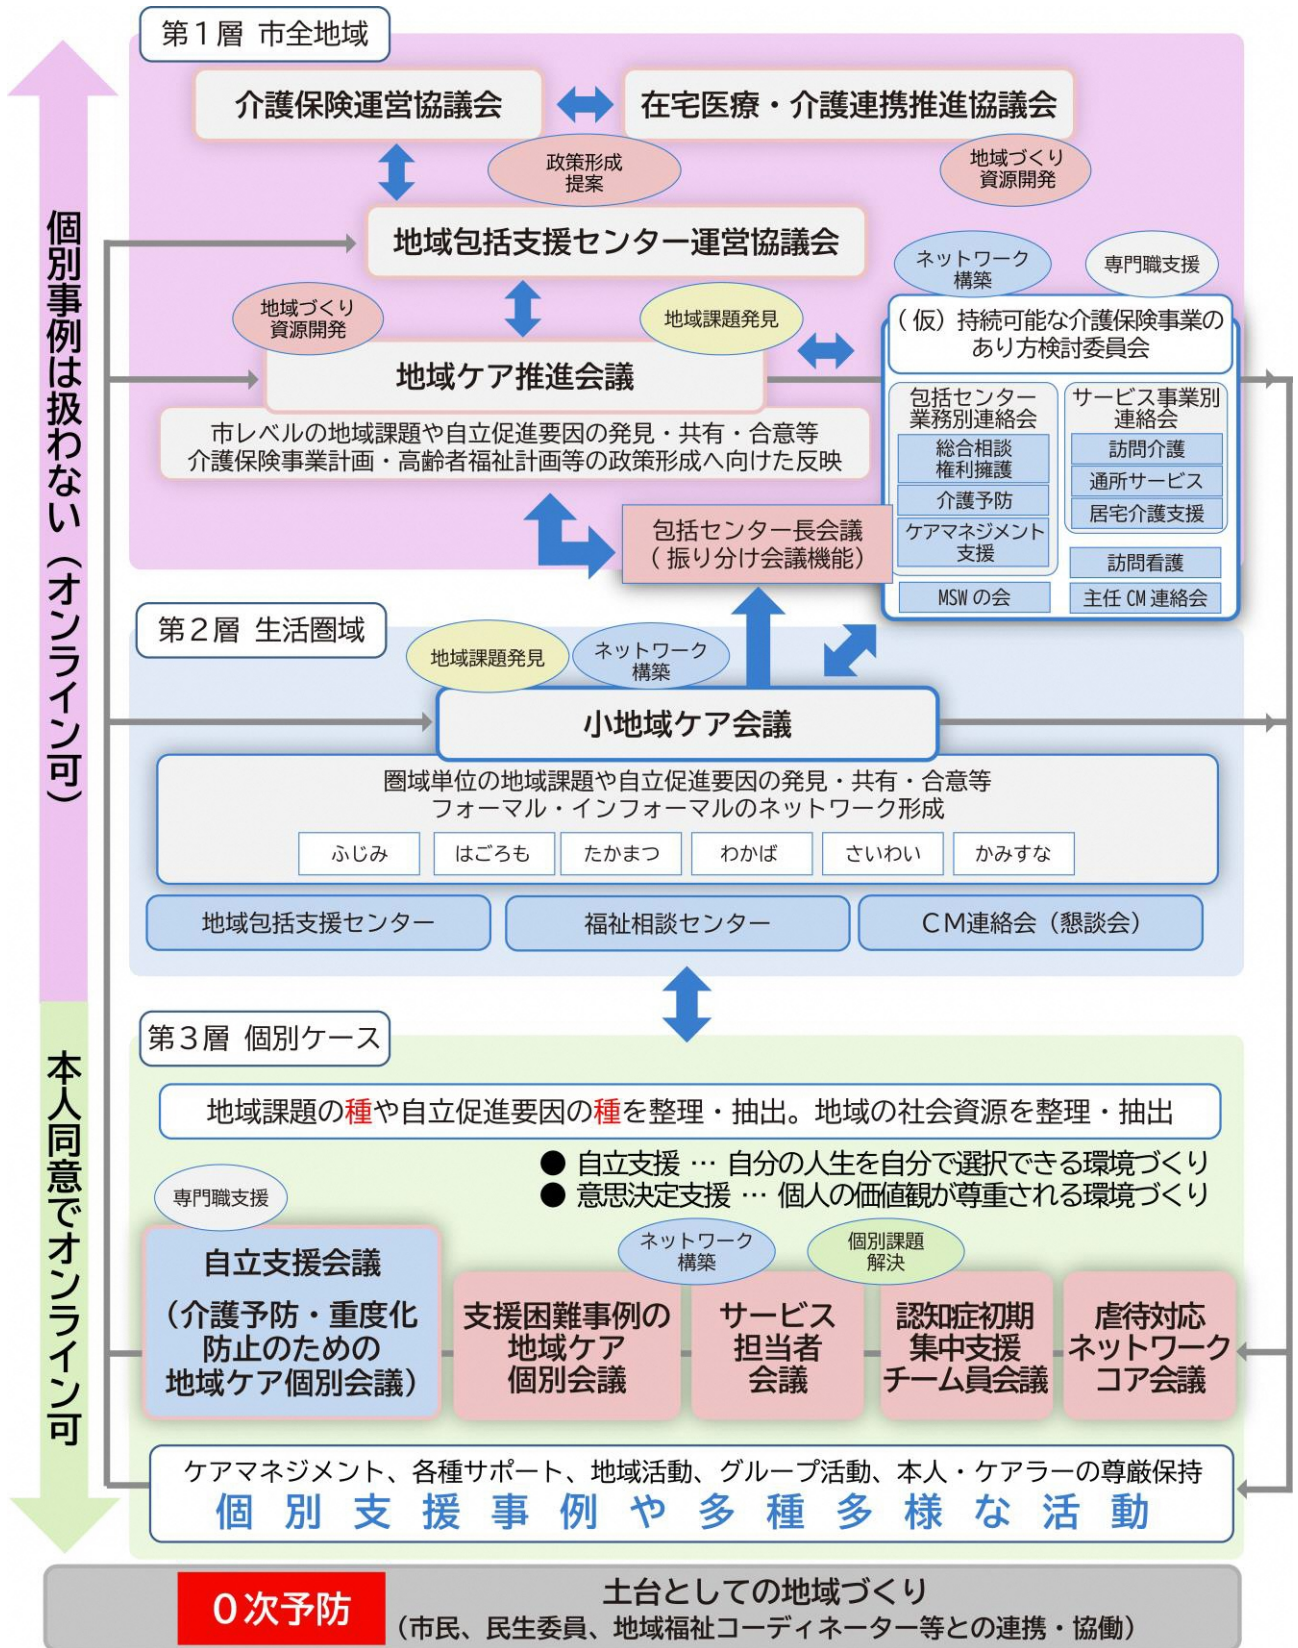 第1層 市全地域
介護保険運営協議会
在宅医療・介護連携推進協議会
政策形成
提案
地域づくり
資源開発
地域包括支援センター運営協議会
ネットワーク
構築
専門職支援
地域づくり
資源開発
地域課題発見
地域ケア推進会議
市レベルの地域課題や自立促進要因の発見・共有・合意等
介護保険事業計画・高齢者福祉計画等の政策形成へ向けた反映
（仮）持続可能な介護保険事業の
あり方検討委員会
包括センター
業務別連絡会
総合相談
権利擁護
介護予防
ケアマネジメント
支援
MSWの会
サービス事業別
連絡会
訪問介護
通所サービス
居宅介護支援
訪問看護
主任CM連絡会
包括センター長会議
（振り分け会議機能）
個別事例は扱わない（オンライン可）
第2層 生活圏域
地域課題発見
ネットワーク
構築
小地域ケア会議
圏域単位の地域課題や自立促進要因の発見・共有・合意等
フォーマル・インフォーマルのネットワーク形成
ふじみ
はごろも
たかまつ
わかば
さいわい
かみすな
地域包括支援センター
福祉相談センター
CM連絡会（懇談会）
本人同意でオンライン可
第3層 個別ケース
地域課題の種や自立促進要因の種を整理・抽出。地域の社会資源を整理・抽出
● 自立支援 … 自分の人生を自分で選択できる環境づくり
● 意思決定支援 … 個人の価値観が尊重される環境づくり
専門職支援
ネットワーク
構築
個別課題
解決
自立支援会議
（介護予防・重度化
防止のための
地域ケア個別会議）
支援困難事例の
地域ケア
個別会議
サービス
担当者
会議
認知症初期
集中支援
チーム員会議
虐待対応
ネットワーク
コア会議
ケアマネジメント、各種サポート、地域活動、グループ活動、本人・ケアラーの尊厳保持
個別支援事例や多種多様な活動
0次予防
土台としての地域づくり
（市民、民生委員、地域福祉コーディネーター等との連携・協働）